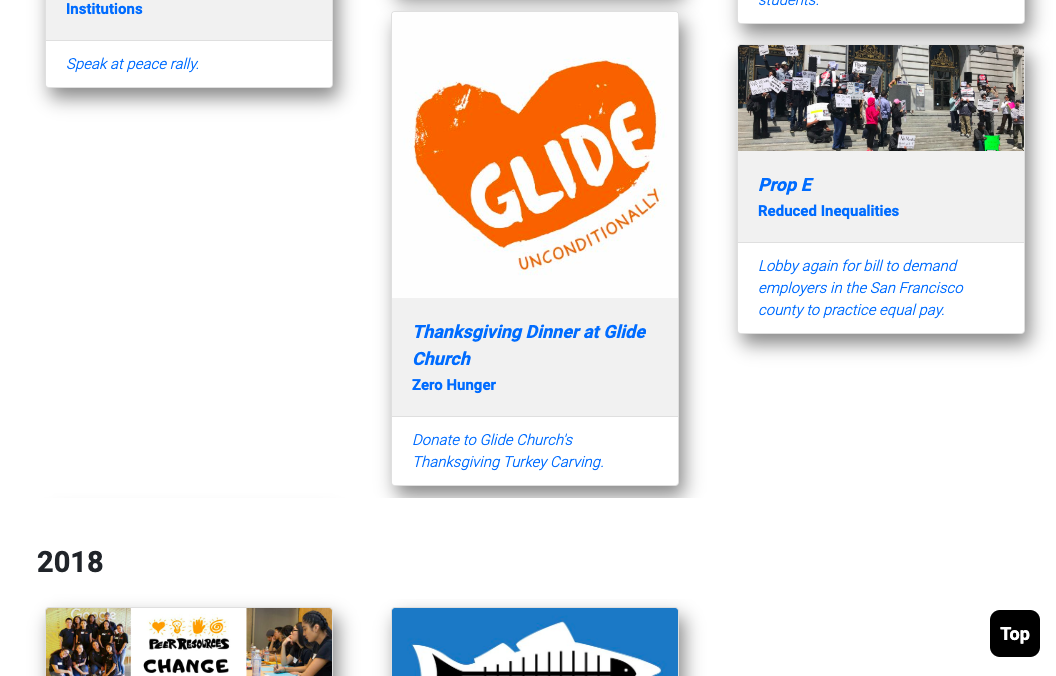 Institutions
Speak at peace rally.
GLIDE
UNCONDITIONALLY
Thanksgiving Dinner at Glide
Church
Zero Hunger
Donate to Glide Church's
Thanksgiving Turkey Carving.
students.
Prop E
Reduced Inequalities
Lobby again for bill to demand
employers in the San Francisco
county to practice equal pay.
2018
Google
PEER RESOURCES
CHANGE
Top